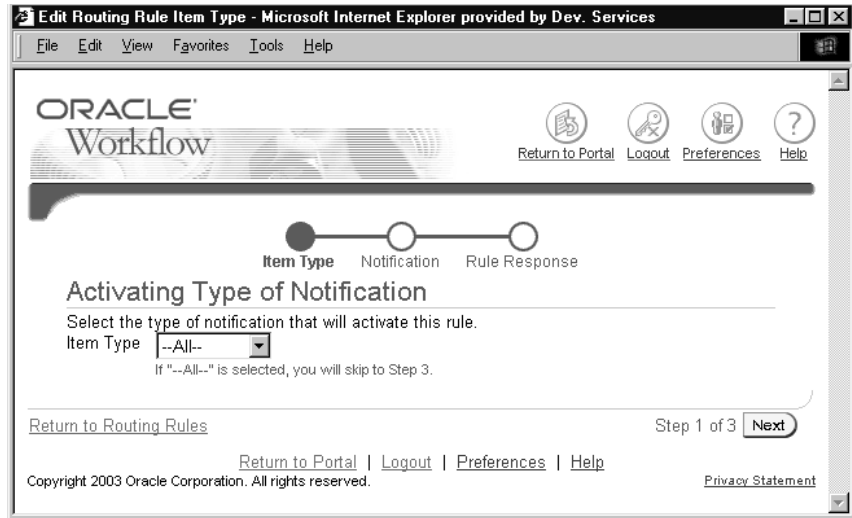 Edit Routing Rule Item Type - Microsoft Internet Explorer provided by Dev. Services
File Edit View Favorites Tools Help
ORACLE
Workflow
Return to Portal Logout Preferences Help
Item Type Notification Rule Response
Activating Type of Notification
Select the type of notification that will activate this rule.
Item Type --All--
If "--All--" is selected, you will skip to Step 3.
Return to Routing Rules Step 1 of 3 Next
Return to Portal | Logout | Preferences | Help
Copyright 2003 Oracle Corporation. All rights reserved. Privacy Statement